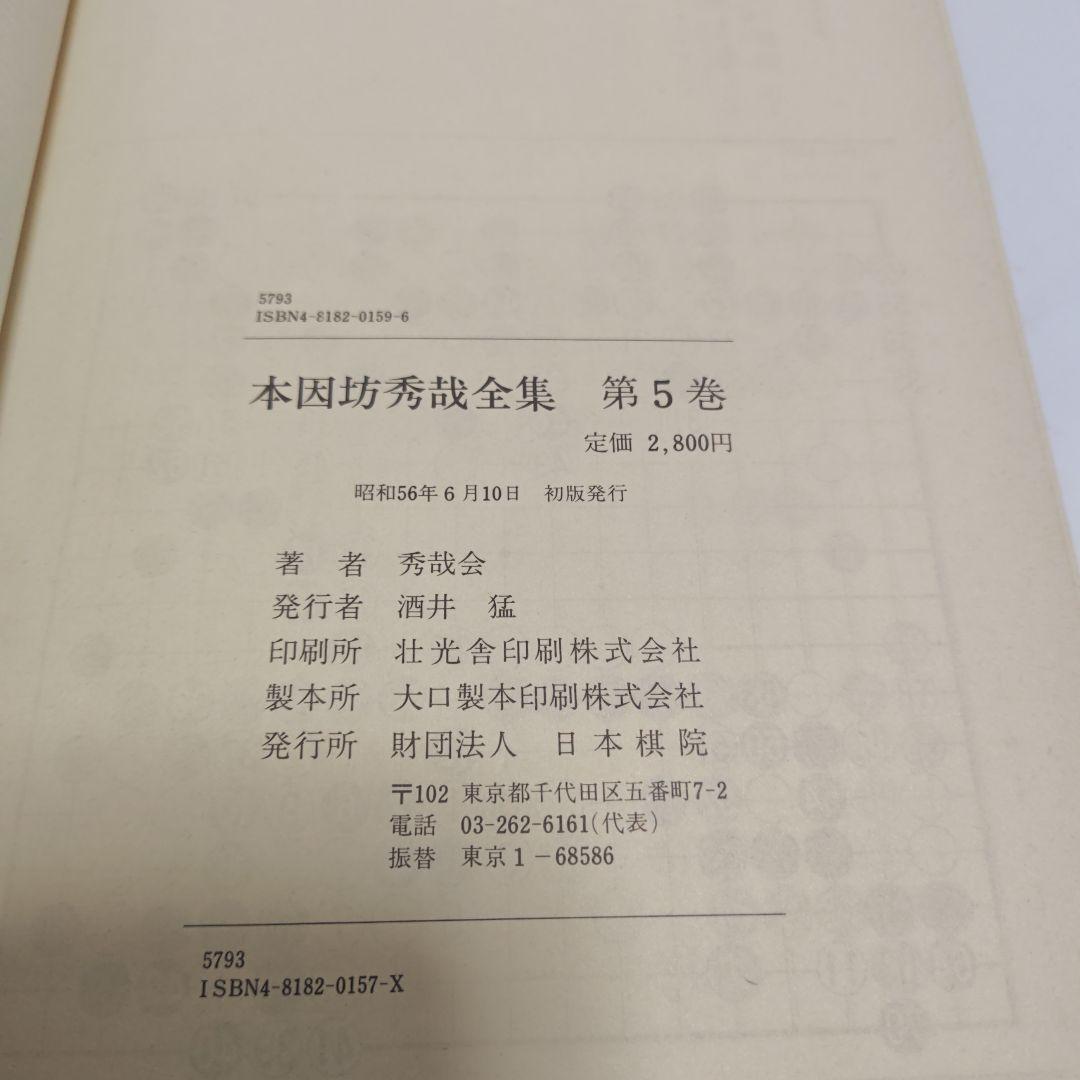 5793
ISBN4-8182-0159-6
本因坊秀哉全集 第5巻
定価 2,800円
昭和56年6月10日 初版発行
著者 秀哉会
発行者 酒井 猛
印刷所 壮光舎印刷株式会社
製本所 大口製本印刷株式会社
発行所 財団法人 日本棋院
〒102 東京都千代田区五番町7-2
電話 03-262-6161(代表)
振替 東京1-68586
5793
ISBN4-8182-0157-X